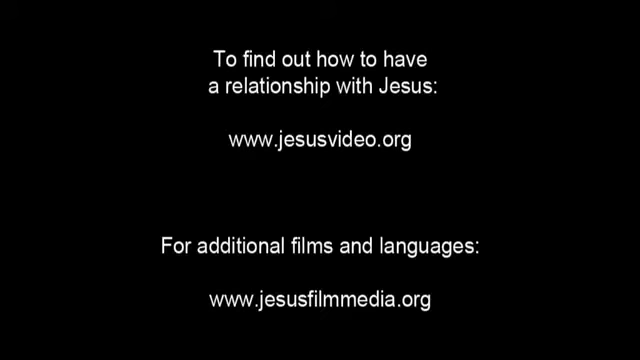 To find out how to have
a relationship with Jesus:
www.jesusvideo.org
For additional films and languages:
www.jesusfilmmedia.org